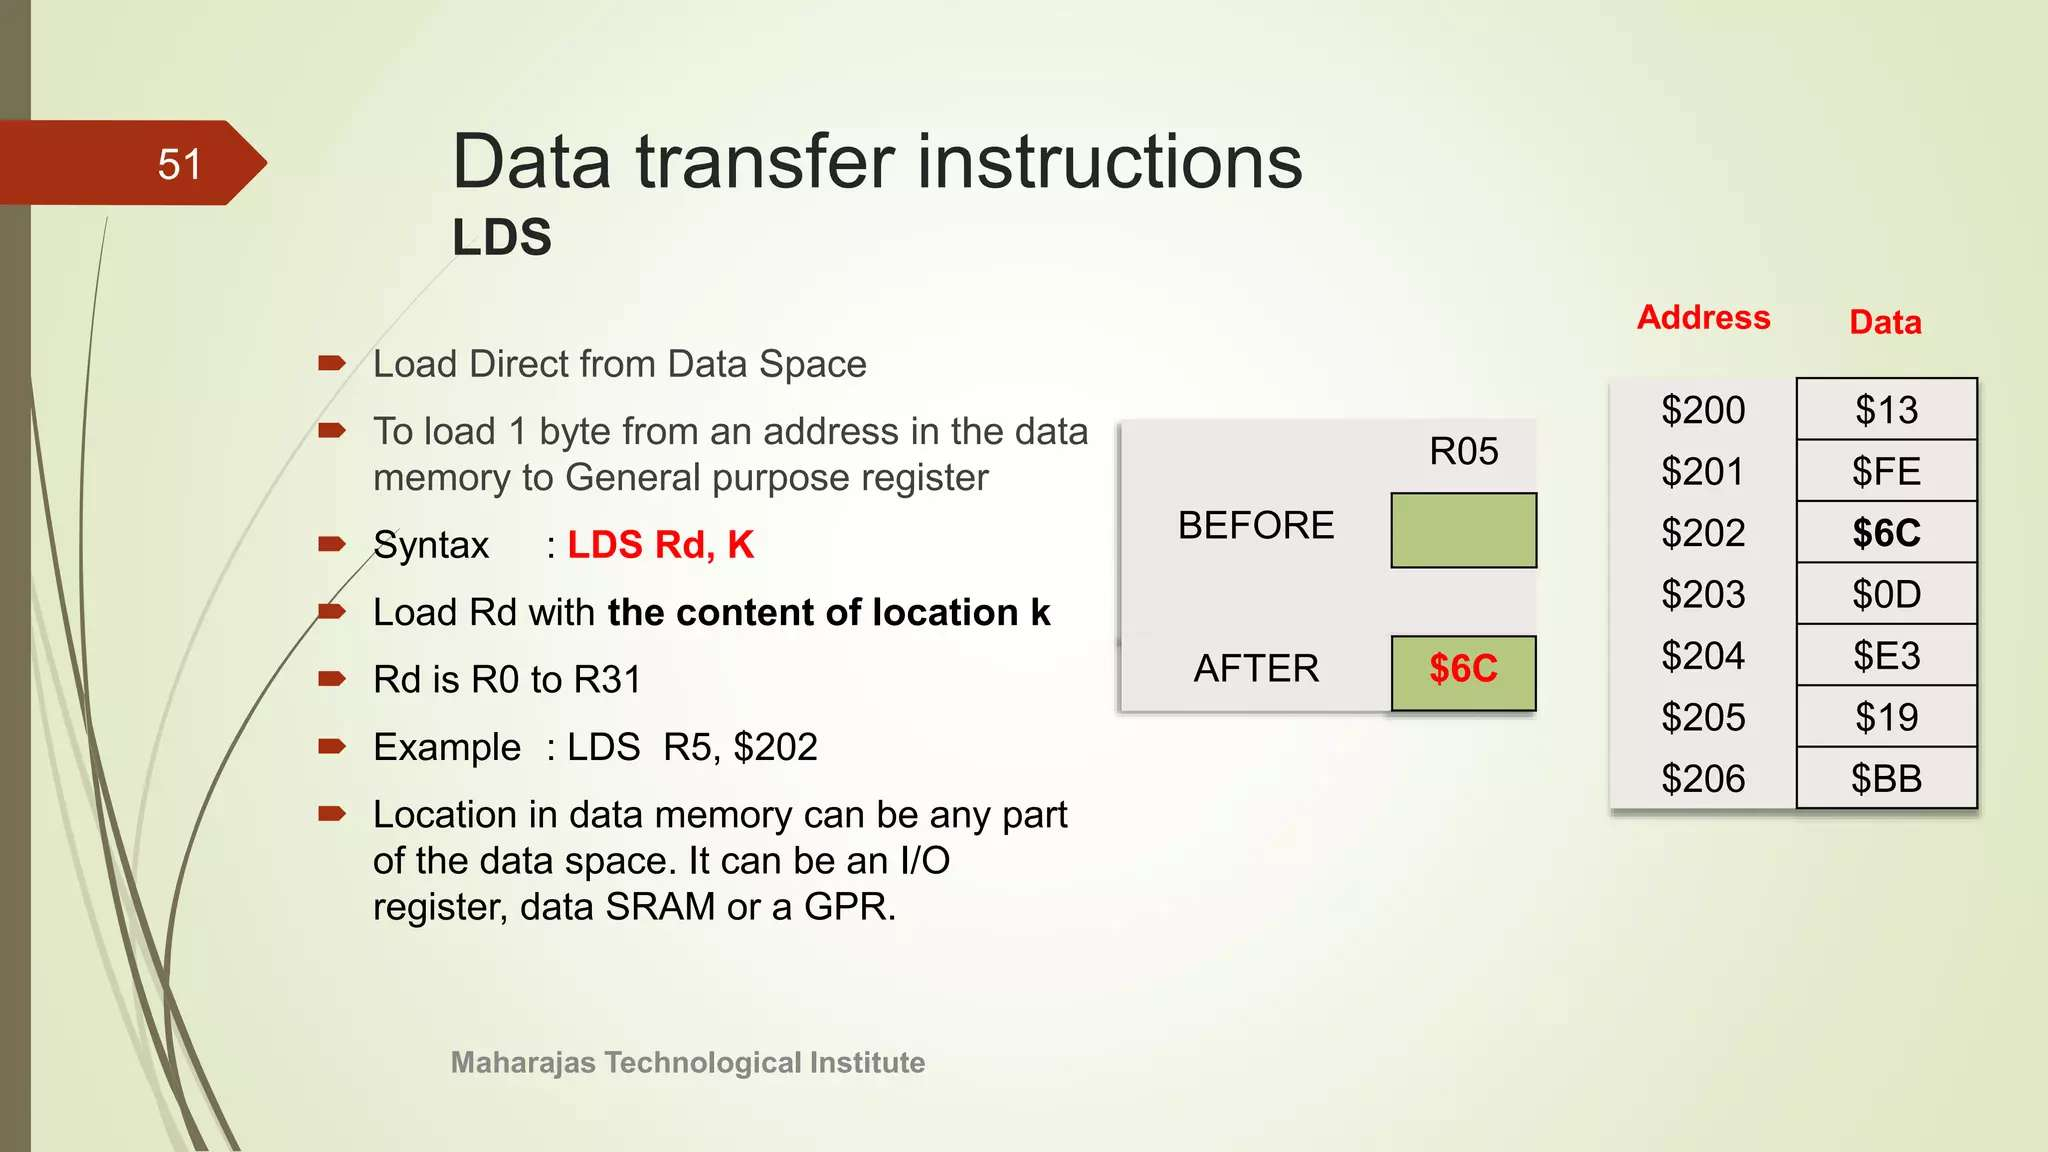 51
Data transfer instructions
LDS
Load Direct from Data Space
To load 1 byte from an address in the data
memory to General purpose register
Syntax : LDS Rd, K
Load Rd with the content of location k
Rd is R0 to R31
Example : LDS R5, $202
Location in data memory can be any part
of the data space. It can be an I/O
register, data SRAM or a GPR.
R05
BEFORE
AFTER $6C
Address Data
$200 $13
$201 $FE
$202 $6C
$203 $0D
$204 $E3
$205 $19
$206 $BB
Maharajas Technological Institute